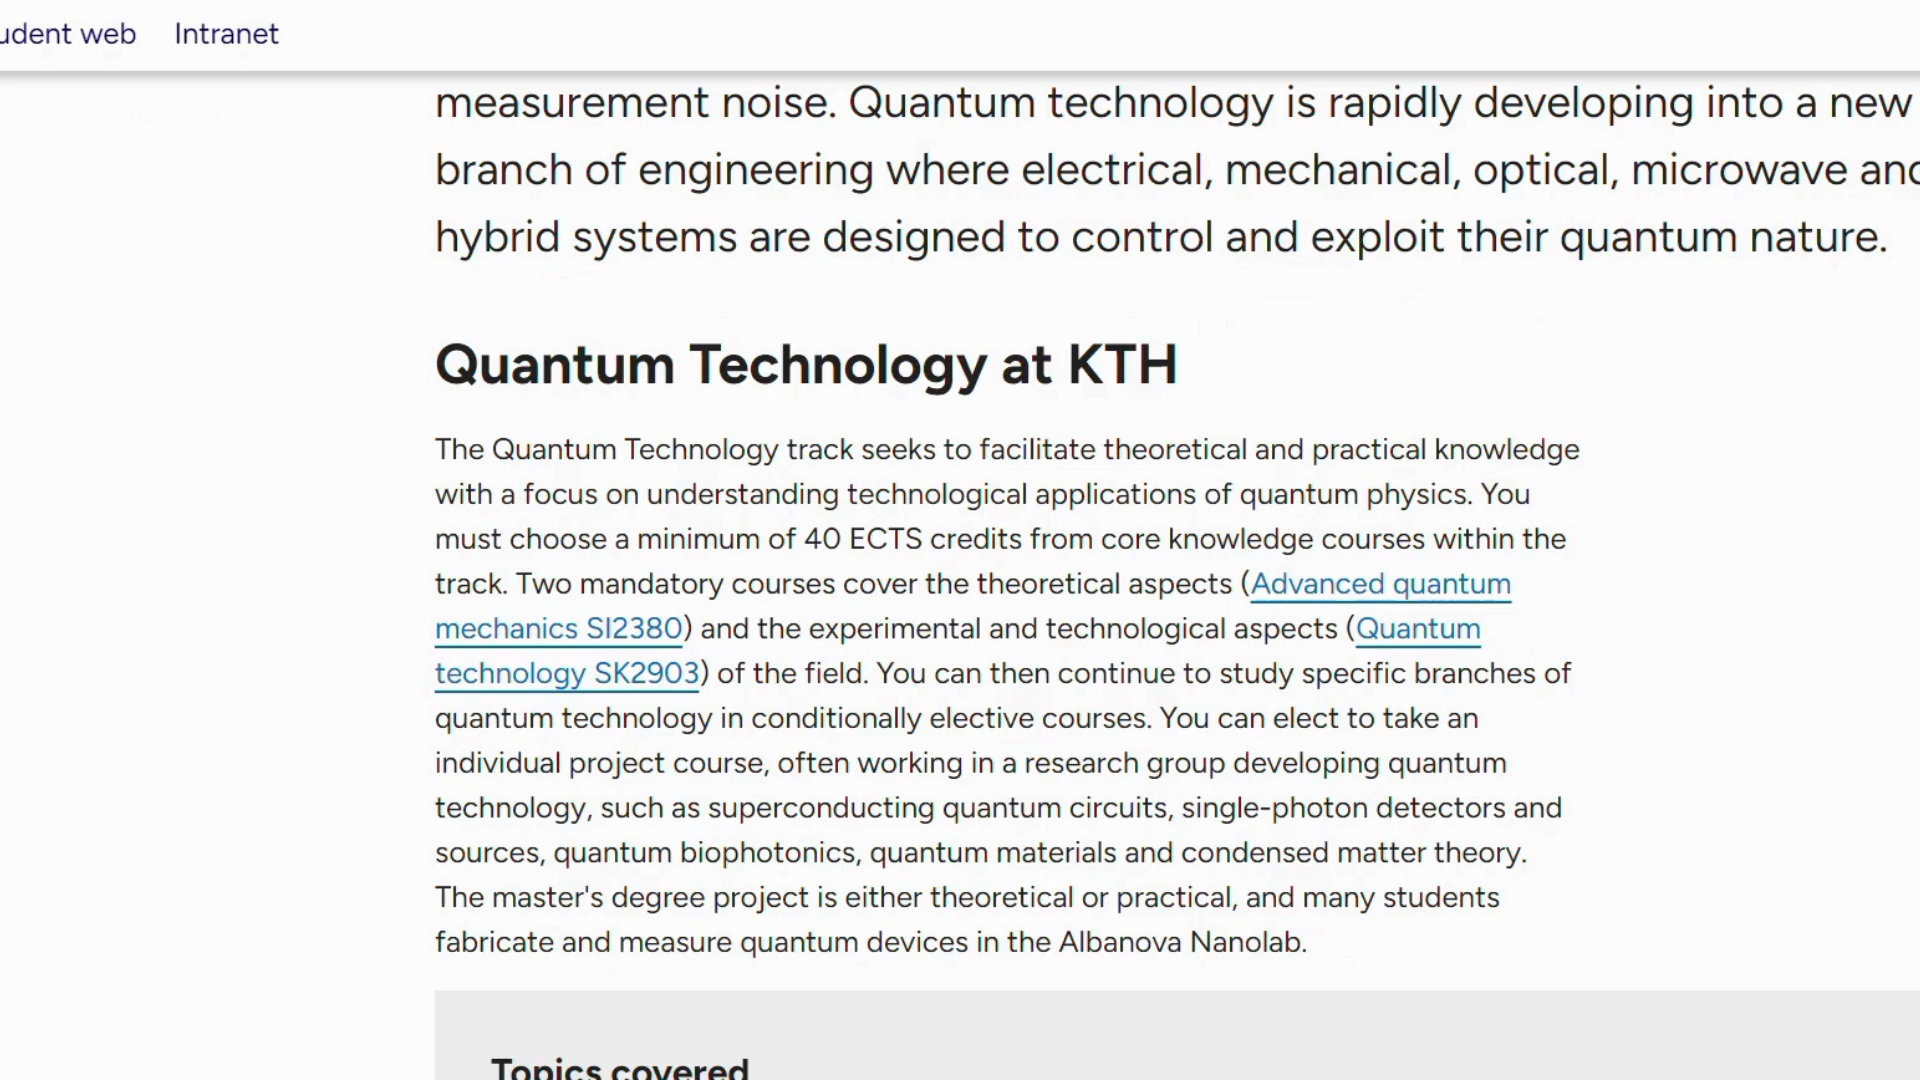 udent web Intranet
measurement noise. Quantum technology is rapidly developing into a new
branch of engineering where electrical, mechanical, optical, microwave and
hybrid systems are designed to control and exploit their quantum nature.
Quantum Technology at KTH
The Quantum Technology track seeks to facilitate theoretical and practical knowledge
with a focus on understanding technological applications of quantum physics. You
must choose a minimum of 40 ECTS credits from core knowledge courses within the
track. Two mandatory courses cover the theoretical aspects (Advanced quantum
mechanics SI2380) and the experimental and technological aspects (Quantum
technology SK2903) of the field. You can then continue to study specific branches of
quantum technology in conditionally elective courses. You can elect to take an
individual project course, often working in a research group developing quantum
technology, such as superconducting quantum circuits, single-photon detectors and
sources, quantum biophotonics, quantum materials and condensed matter theory.
The master's degree project is either theoretical or practical, and many students
fabricate and measure quantum devices in the Albanova Nanolab.
Topics covered